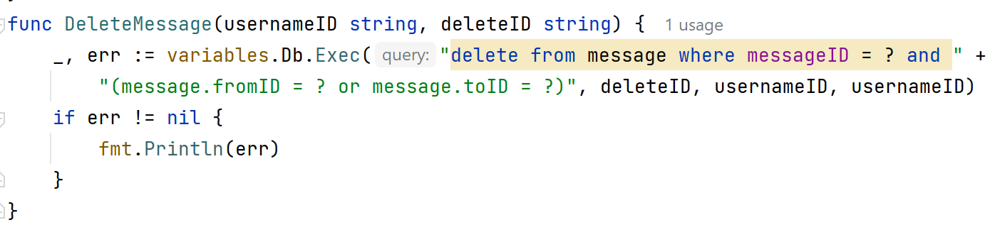 func DeleteMessage(usernameID string, deleteID string) { 1 usage
_, err := variables.Db.Exec( query: "delete from message where messageID = ? and " +
"(message.fromID = ? or message.toID = ?)", deleteID, usernameID, usernameID)
if err != nil {
fmt.Println(err)
}
}